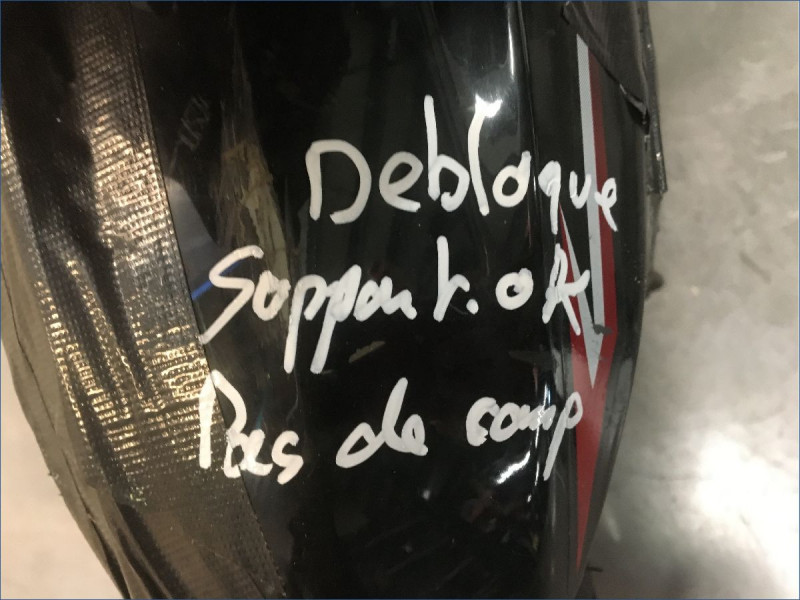 Debloque
Support. ok
Pas de comp